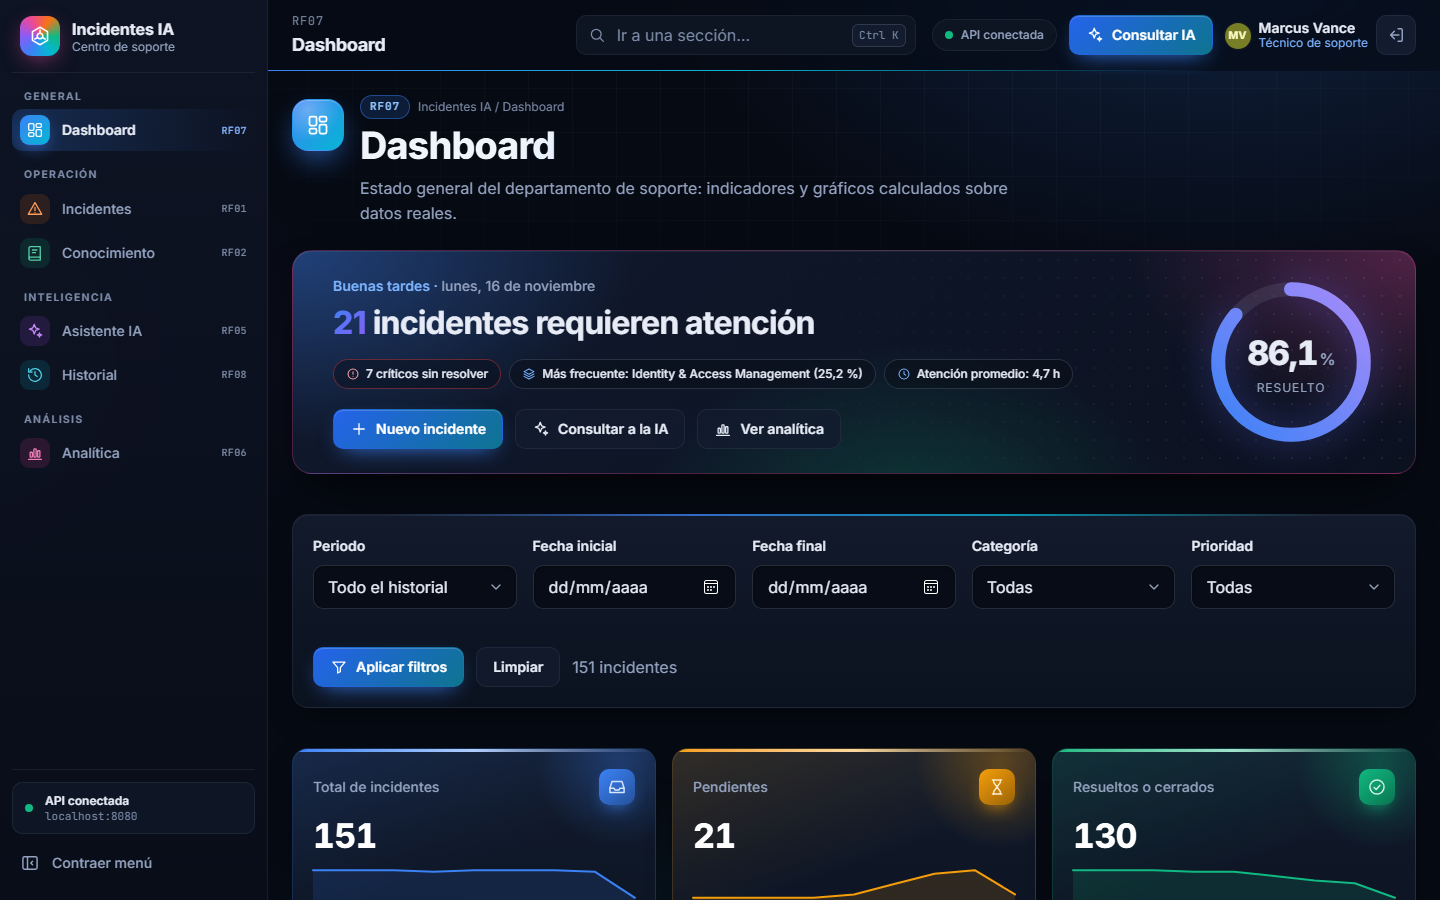 Incidentes IA
Centro de soporte
GENERAL
Dashboard RF07
OPERACIÓN
Incidentes RF01
Conocimiento RF02
INTELIGENCIA
Asistente IA RF05
Historial RF08
ANÁLISIS
Analítica RF06
API conectada
localhost:8080
Contraer menú
RF07
Dashboard
Ir a una sección... Ctrl K
API conectada
Consultar IA
MV
Marcus Vance
Técnico de soporte
RF07 Incidentes IA / Dashboard
Dashboard
Estado general del departamento de soporte: indicadores y gráficos calculados sobre
datos reales.
Buenas tardes · lunes, 16 de noviembre
21 incidentes requieren atención
7 críticos sin resolver Más frecuente: Identity & Access Management (25,2 %) Atención promedio: 4,7 h
Nuevo incidente Consultar a la IA Ver analítica
86,1 %
RESUELTO
Periodo Fecha inicial Fecha final Categoría Prioridad
Todo el historial dd/mm/aaaa dd/mm/aaaa Todas Todas
Aplicar filtros Limpiar 151 incidentes
Total de incidentes
151
Pendientes
21
Resueltos o cerrados
130